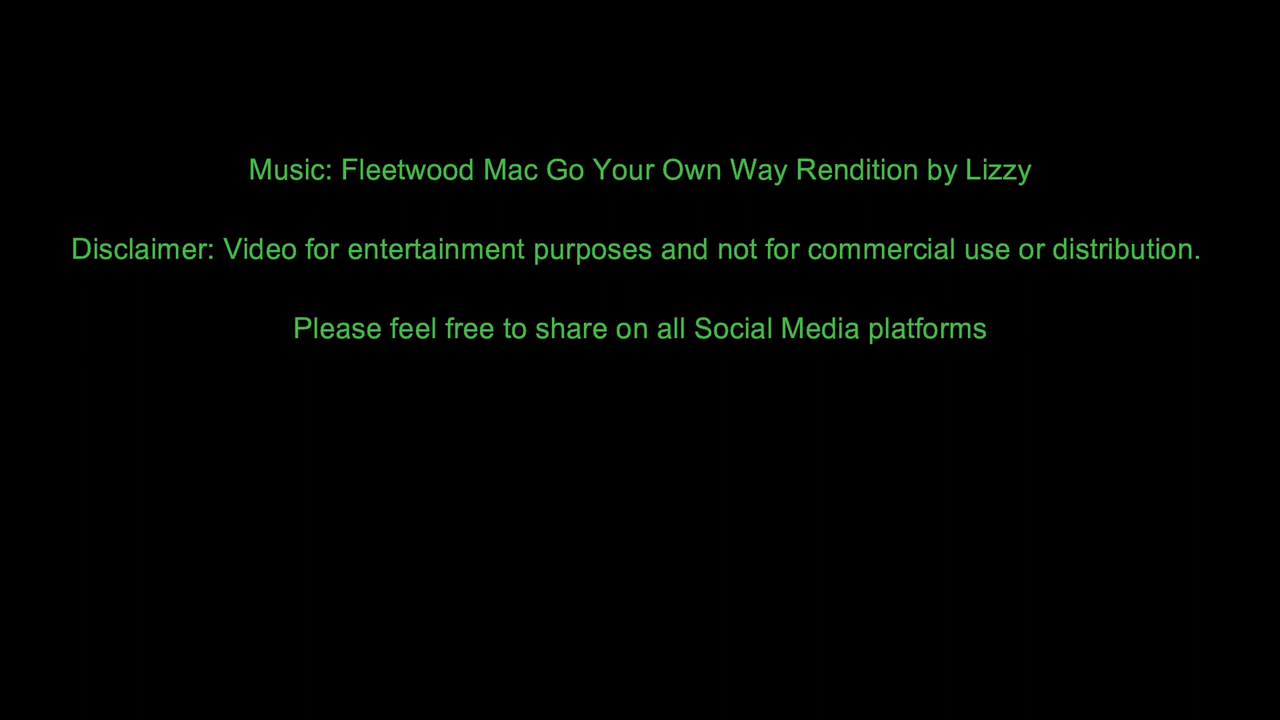 Music: Fleetwood Mac Go Your Own Way Rendition by Lizzy
Disclaimer: Video for entertainment purposes and not for commercial use or distribution.
Please feel free to share on all Social Media platforms